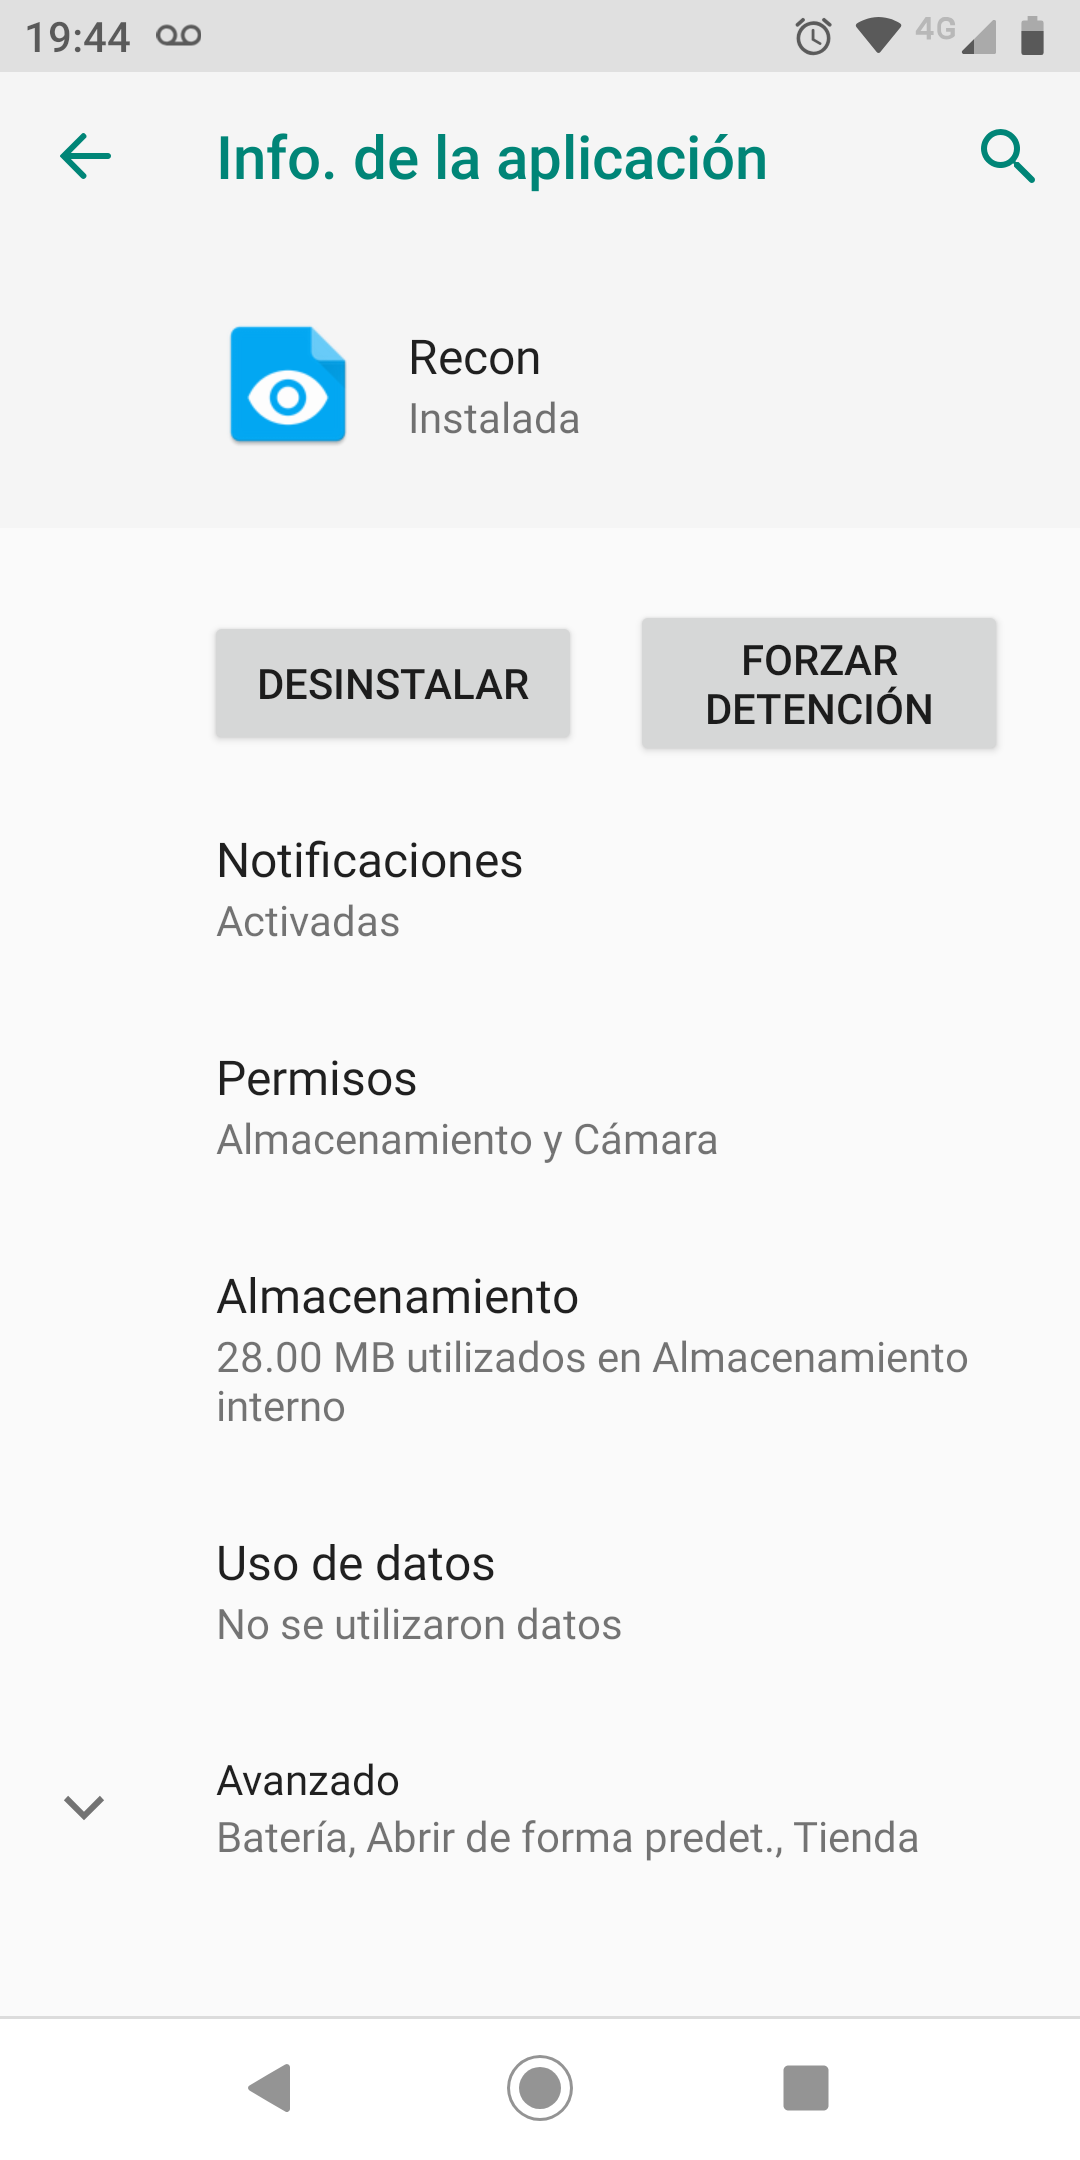 19:44
4G
Info. de la aplicación
Recon
Instalada
DESINSTALAR
FORZAR
DETENCIÓN
Notificaciones
Activadas
Permisos
Almacenamiento y Cámara
Almacenamiento
28.00 MB utilizados en Almacenamiento
interno
Uso de datos
No se utilizaron datos
Avanzado
Batería, Abrir de forma predet., Tienda